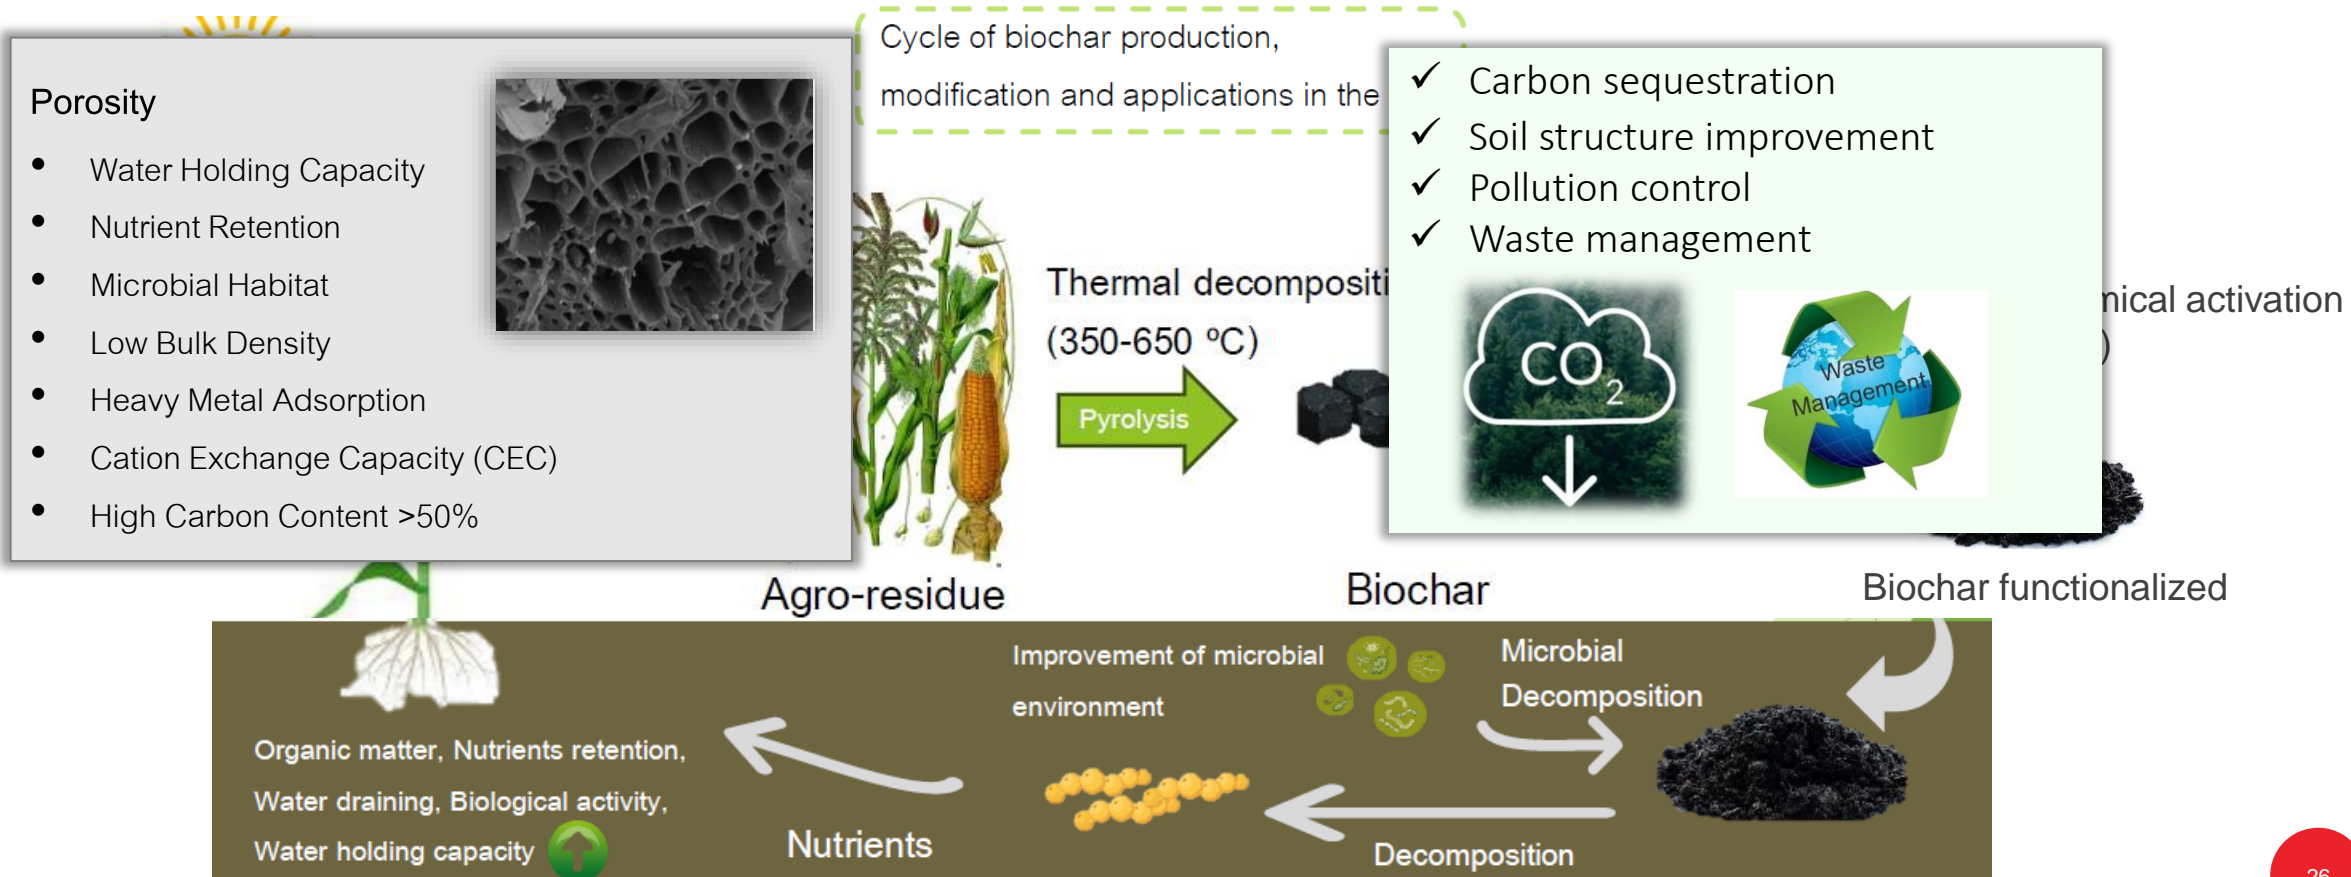 Cycle of biochar production,
modification and applications in the
Porosity
• Water Holding Capacity
• Nutrient Retention
• Microbial Habitat
• Low Bulk Density
• Heavy Metal Adsorption
• Cation Exchange Capacity (CEC)
• High Carbon Content >50%
✓ Carbon sequestration
✓ Soil structure improvement
✓ Pollution control
✓ Waste management
CO2
Waste
Management
Thermal
(350-650 ºC)
Pyrolysis
activation
Agro-residue
Biochar
Biochar functionalized
Improvement of microbial
environment
Microbial
Decomposition
Organic matter, Nutrients retention,
Water draining, Biological activity,
Water holding capacity
Nutrients
Decomposition
26